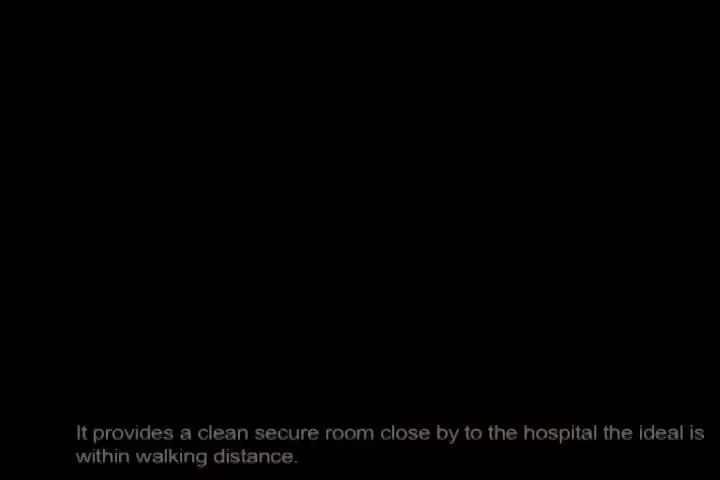 It provides a clean secure room close by to the hospital the ideal is
within walking distance.